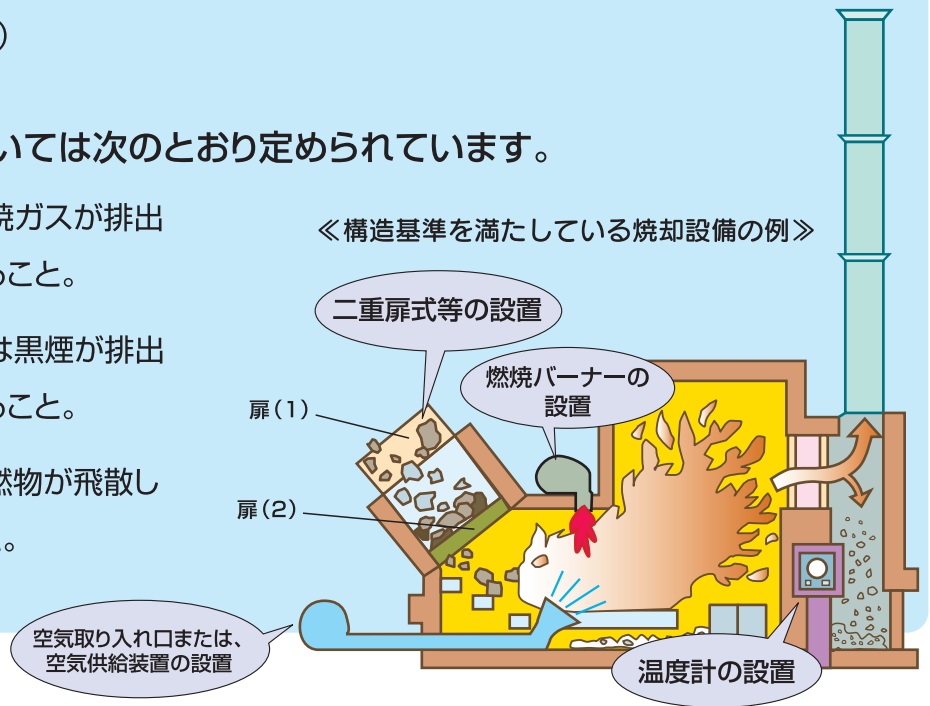 )
いては次のとおり定められています。
焼ガスが排出
ること。
は黒煙が排出
ること。
燃物が飛散し
。
≪構造基準を満たしている焼却設備の例≫
二重扉式等の設置
燃焼バーナーの
設置
扉(1)
扉(2)
空気取り入れ口または、
空気供給装置の設置
温度計の設置